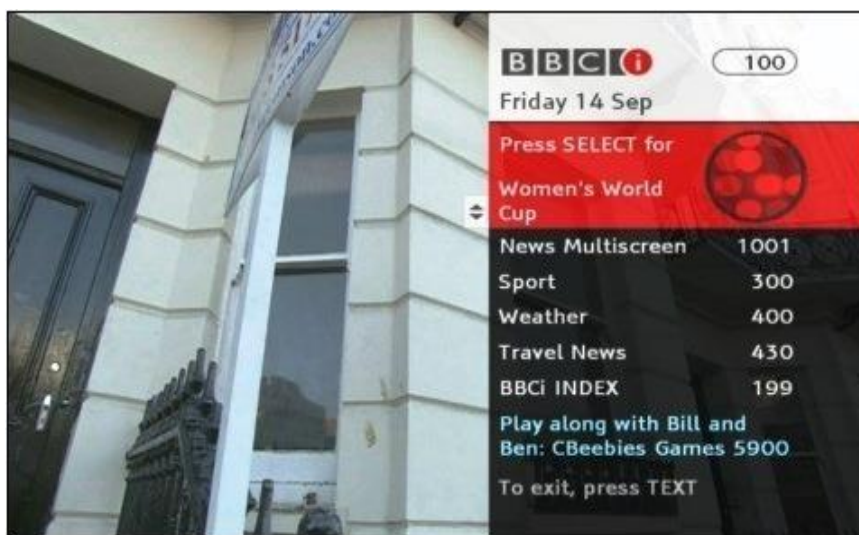 BBCi 100
Friday 14 Sep
Press SELECT for
Women's World
Cup
News Multiscreen 1001
Sport 300
Weather 400
Travel News 430
BBCi INDEX 199
Play along with Bill and
Ben: CBeebies Games 5900
To exit, press TEXT